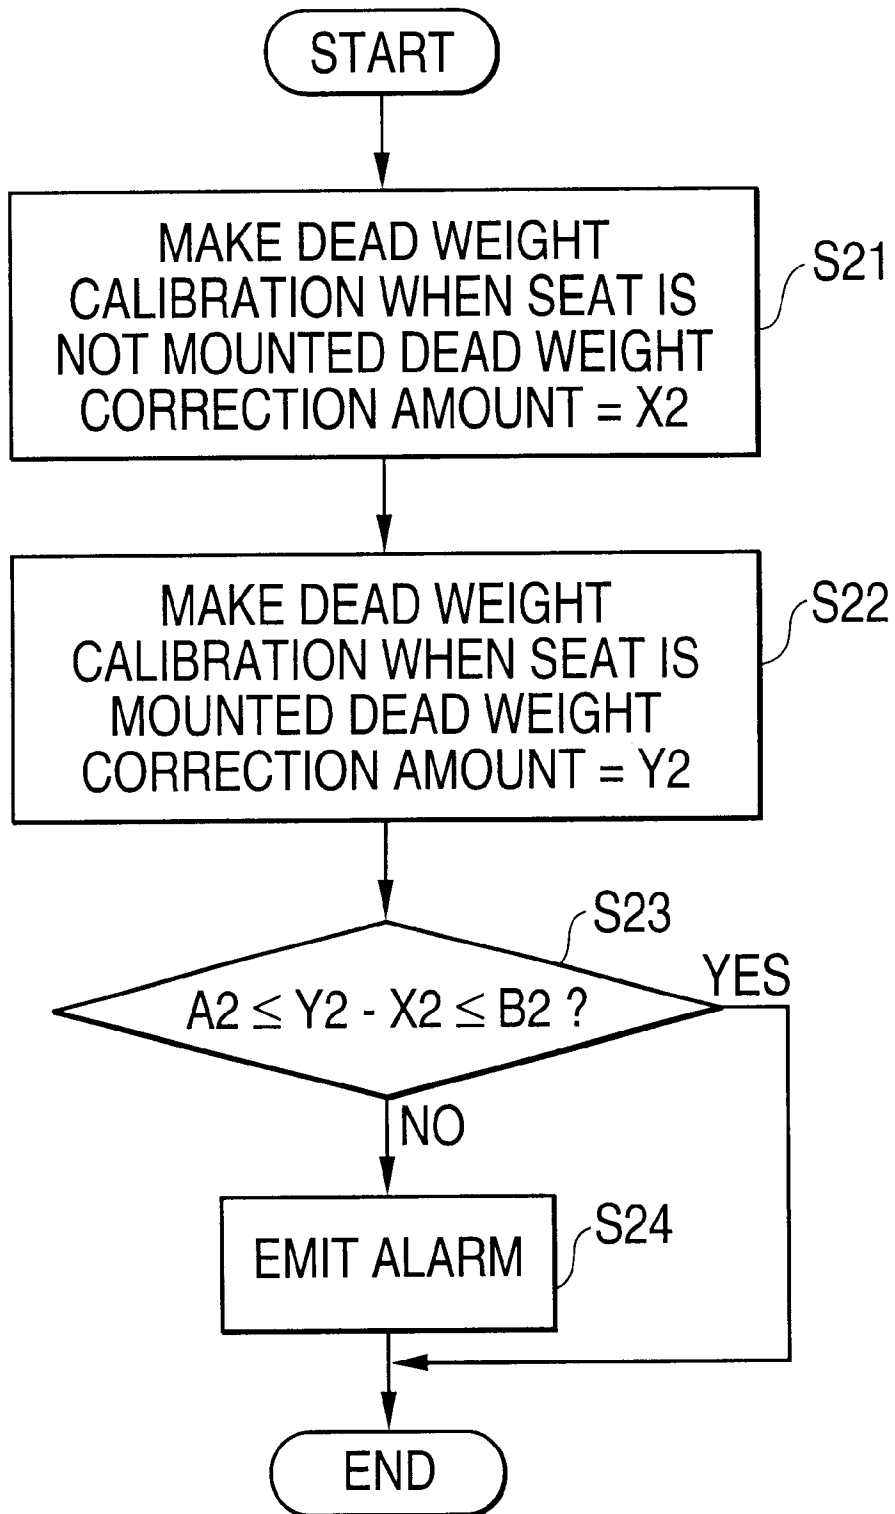 START
MAKE DEAD WEIGHT
CALIBRATION WHEN SEAT IS
NOT MOUNTED DEAD WEIGHT
CORRECTION AMOUNT = X2
S21
MAKE DEAD WEIGHT
CALIBRATION WHEN SEAT IS
MOUNTED DEAD WEIGHT
CORRECTION AMOUNT = Y2
S22
S23
A2 ≤ Y2 - X2 ≤ B2 ?
YES
NO
EMIT ALARM
S24
END